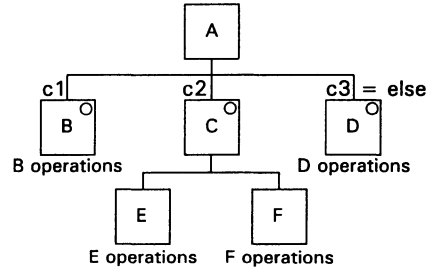 A
c1 c2 c3 = else
B C D
B operations D operations
E F
E operations F operations